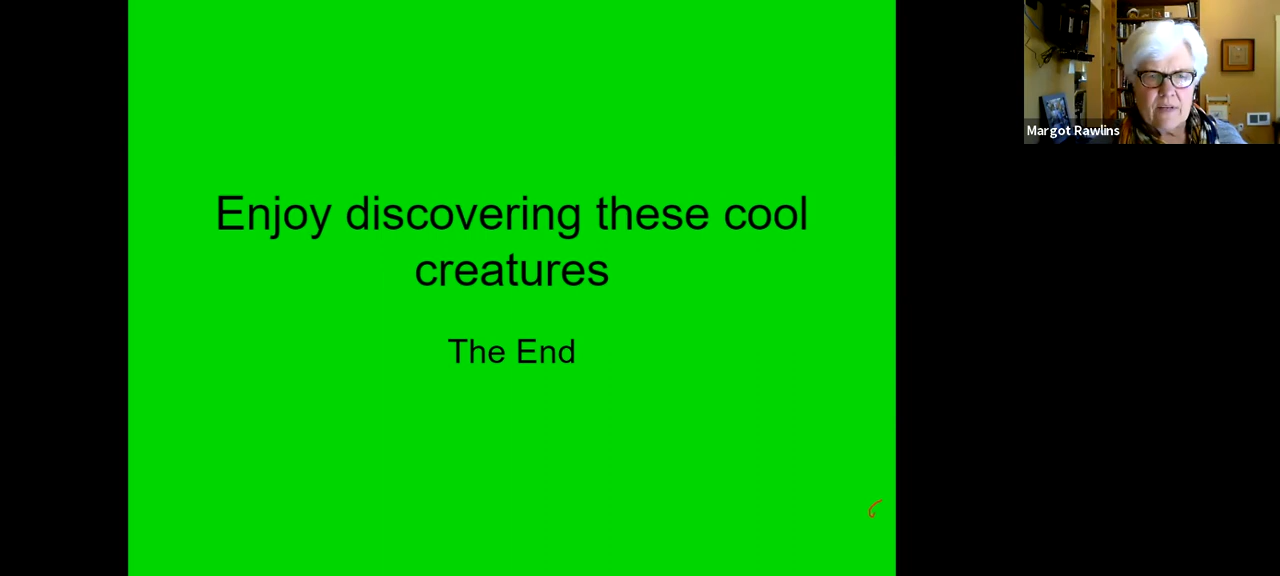 Enjoy discovering these cool
creatures
The End
Margot Rawlins